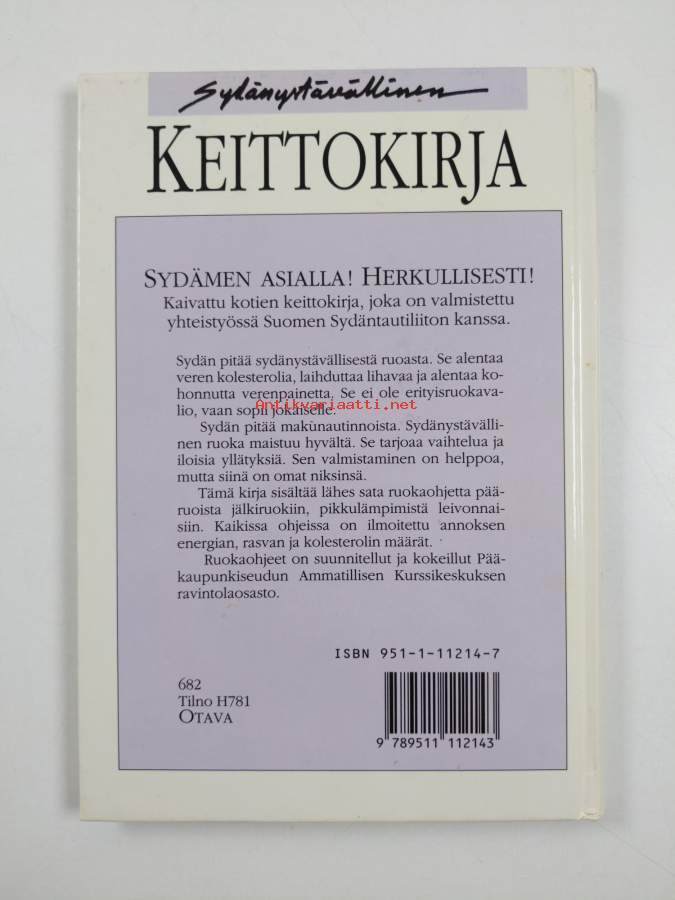 Sydänystävällinen
KEITTOKIRJA
SYDÄMEN ASIALLA! HERKULLISESTI!
Kaivattu kotien keittokirja, joka on valmistettu
yhteistyössä Suomen Sydäntautiliiton kanssa.
Sydän pitää sydänystävällisestä ruoasta. Se alentaa
veren kolesterolia, laihduttaa lihavaa ja alentaa ko-
honnutta verenpainetta. Se ei ole erityisruokava-
lio, vaan sopii jokaiselle.
Antikvariaatti.net
Sydän pitää makunautinnoista. Sydänystävälli-
nen ruoka maistuu hyvältä. Se tarjoaa vaihtelua ja
iloisia yllätyksiä. Sen valmistaminen on helppoa,
mutta siinä on omat niksinsä.
Tämä kirja sisältää lähes sata ruokaohjetta pää-
ruoista jälkiruokiin, pikkulämpimistä leivonnai-
siin. Kaikissa ohjeissa on ilmoitettu annoksen
energian, rasvan ja kolesterolin määrät.
Ruokaohjeet on suunnitellut ja kokeillut Pää-
kaupunkiseudun Ammatillisen Kurssikeskuksen
ravintolaosasto.
ISBN 951-1-11214-7
682
Tilno H781
OTAVA
9 789511 112143